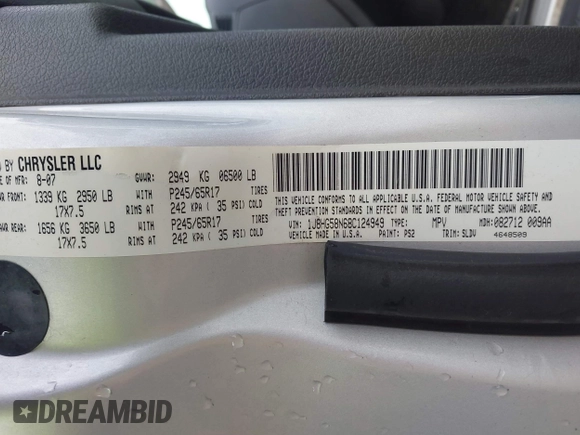 D BY CHRYSLER LLC
E OF MFR: 8-07 GVWR: 2949 KG 06500 LB
WR FRONT: 1339 KG 2950 LB WITH P245/65R17 TIRES
17X7.5 RIMS AT 242 KPA ( 35 PSI) COLD
AWR REAR: 1656 KG 3650 LB WITH P245/65R17 TIRES
17X7.5 RIMS AT 242 KPA ( 35 PSI) COLD
THIS VEHICLE CONFORMS TO ALL APPLICABLE U.S.A. FEDERAL MOTOR VEHICLE SAFETY
AND THEFT PREVENTION STANDARDS IN EFFECT ON THE DATE OF MANUFACTURE SHOWN ABOVE.
VIN: 1J8HG58N68C124949 TYPE: MPV MDH: 082712 009AA
VEHICLE MADE IN U.S.A. PAINT: PS2 TRIM: SLDV 4648509
DREAMBID